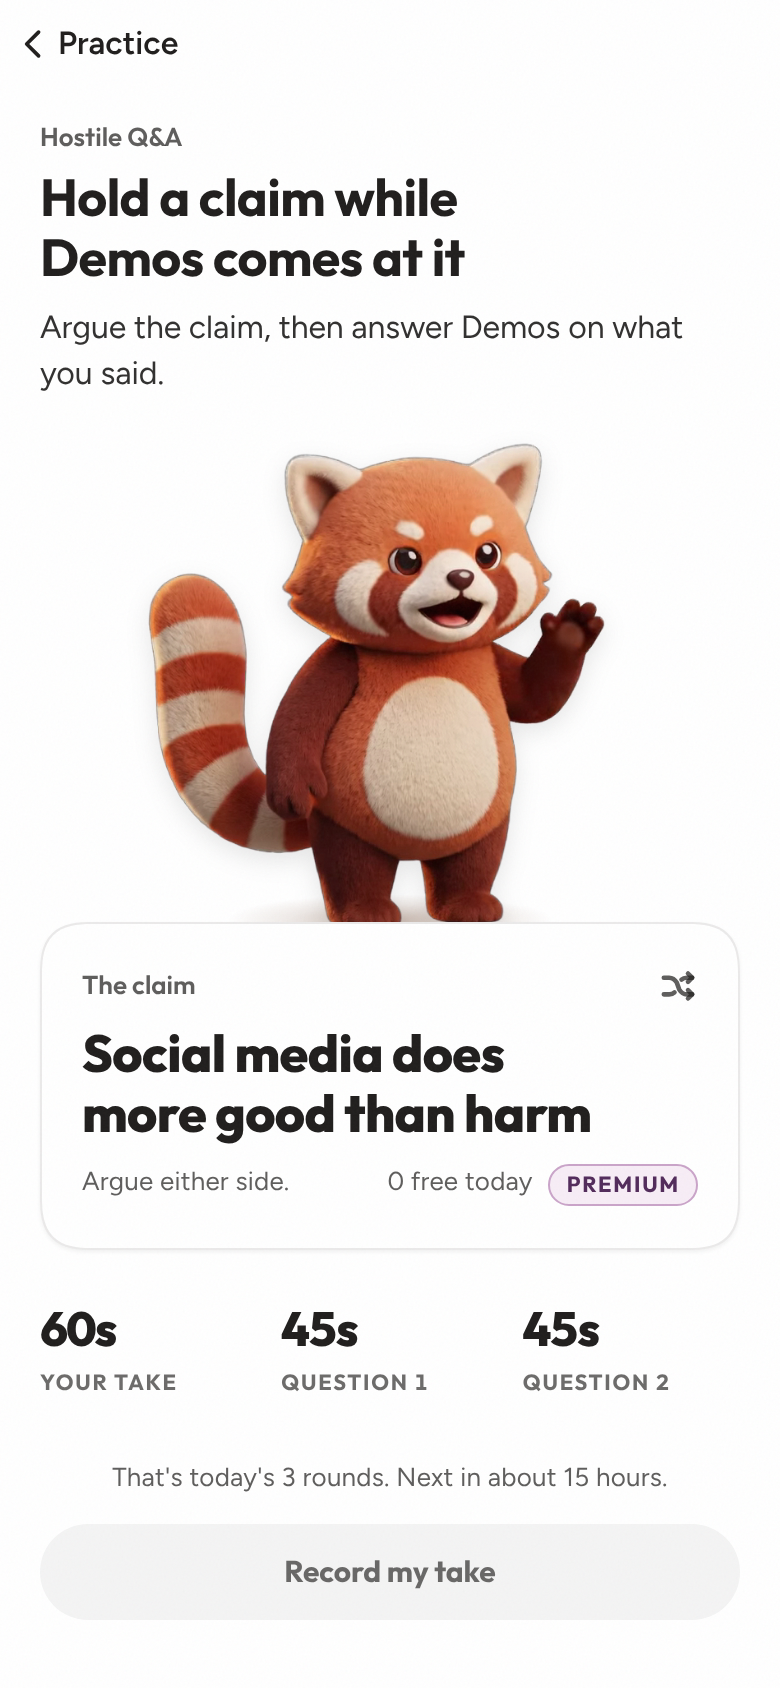 Practice
Hostile Q&A
Hold a claim while
Demos comes at it
Argue the claim, then answer Demos on what
you said.
The claim
Social media does
more good than harm
Argue either side.
0 free today
PREMIUM
60s
45s
45s
YOUR TAKE
QUESTION 1
QUESTION 2
That's today's 3 rounds. Next in about 15 hours.
Record my take